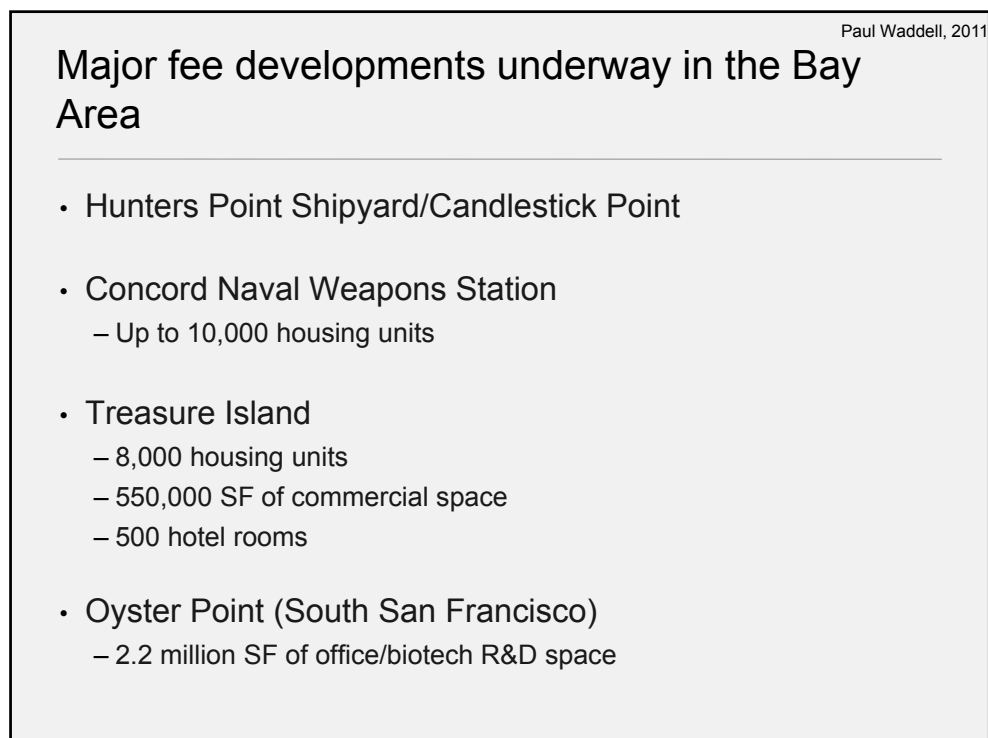 Paul Waddell, 2011
Major fee developments underway in the Bay
Area
• Hunters Point Shipyard/Candlestick Point
• Concord Naval Weapons Station
– Up to 10,000 housing units
• Treasure Island
– 8,000 housing units
– 550,000 SF of commercial space
– 500 hotel rooms
• Oyster Point (South San Francisco)
– 2.2 million SF of office/biotech R&D space